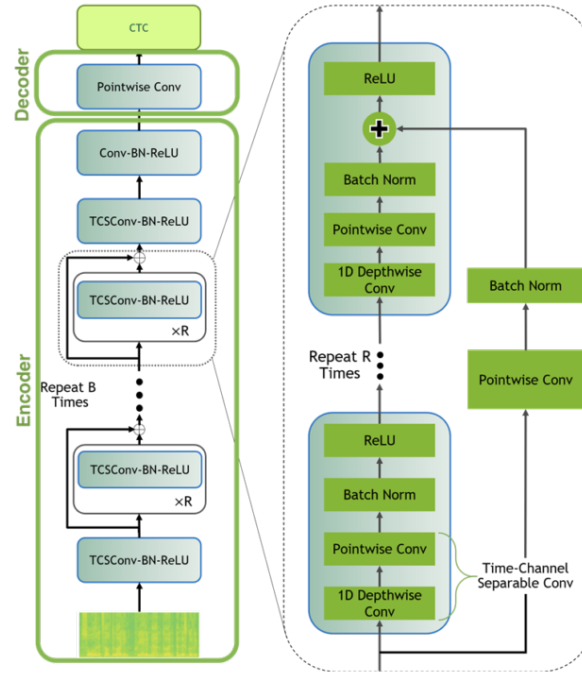 CTC
Decoder
Pointwise Conv
Encoder
Conv-BN-ReLU
TCSConv-BN-ReLU
TCSConv-BN-ReLU
×R
Repeat B
Times
TCSConv-BN-ReLU
×R
TCSConv-BN-ReLU
ReLU
+
Batch Norm
Pointwise Conv
1D Depthwise
Conv
Batch Norm
Pointwise Conv
Repeat R
Times
ReLU
Batch Norm
Pointwise Conv
1D Depthwise
Conv
Time-Channel
Separable Conv